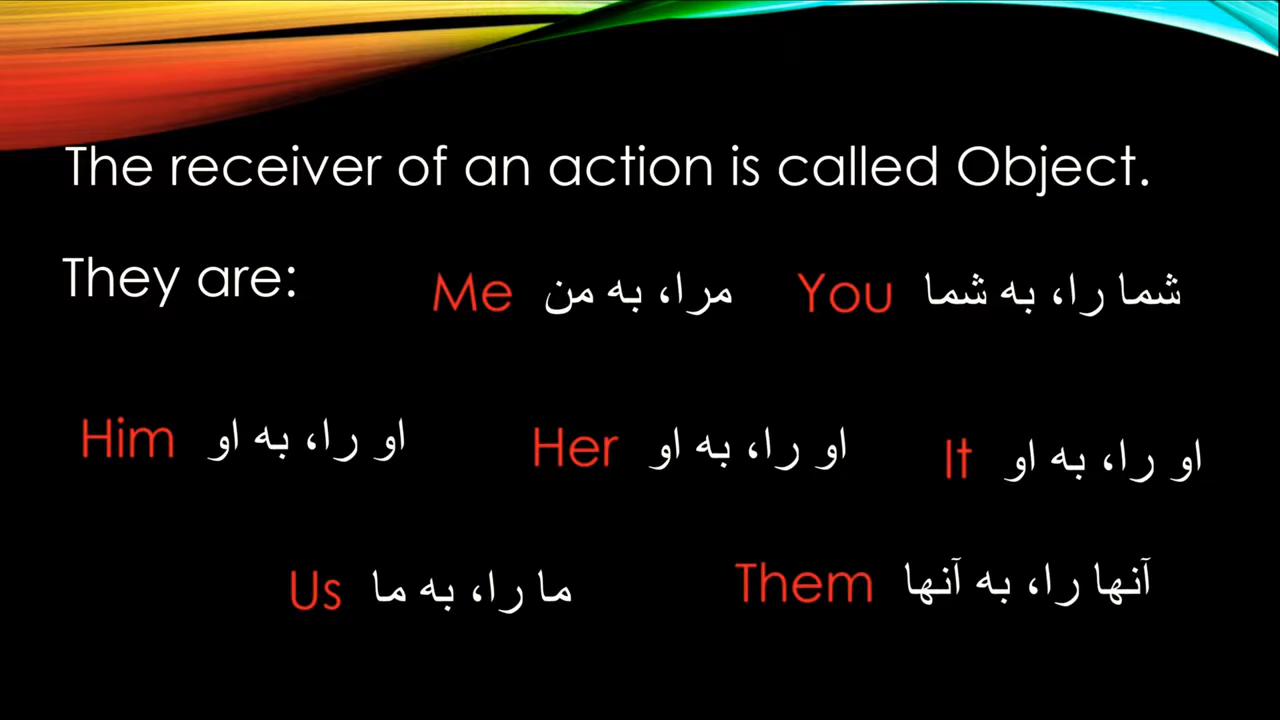 The receiver of an action is called Object.
They are: Me مرا، به من You شما را، به شما
Him او را، به او Her او را، به او It او را، به او
Us ما را، به ما Them آنها را، به آنها